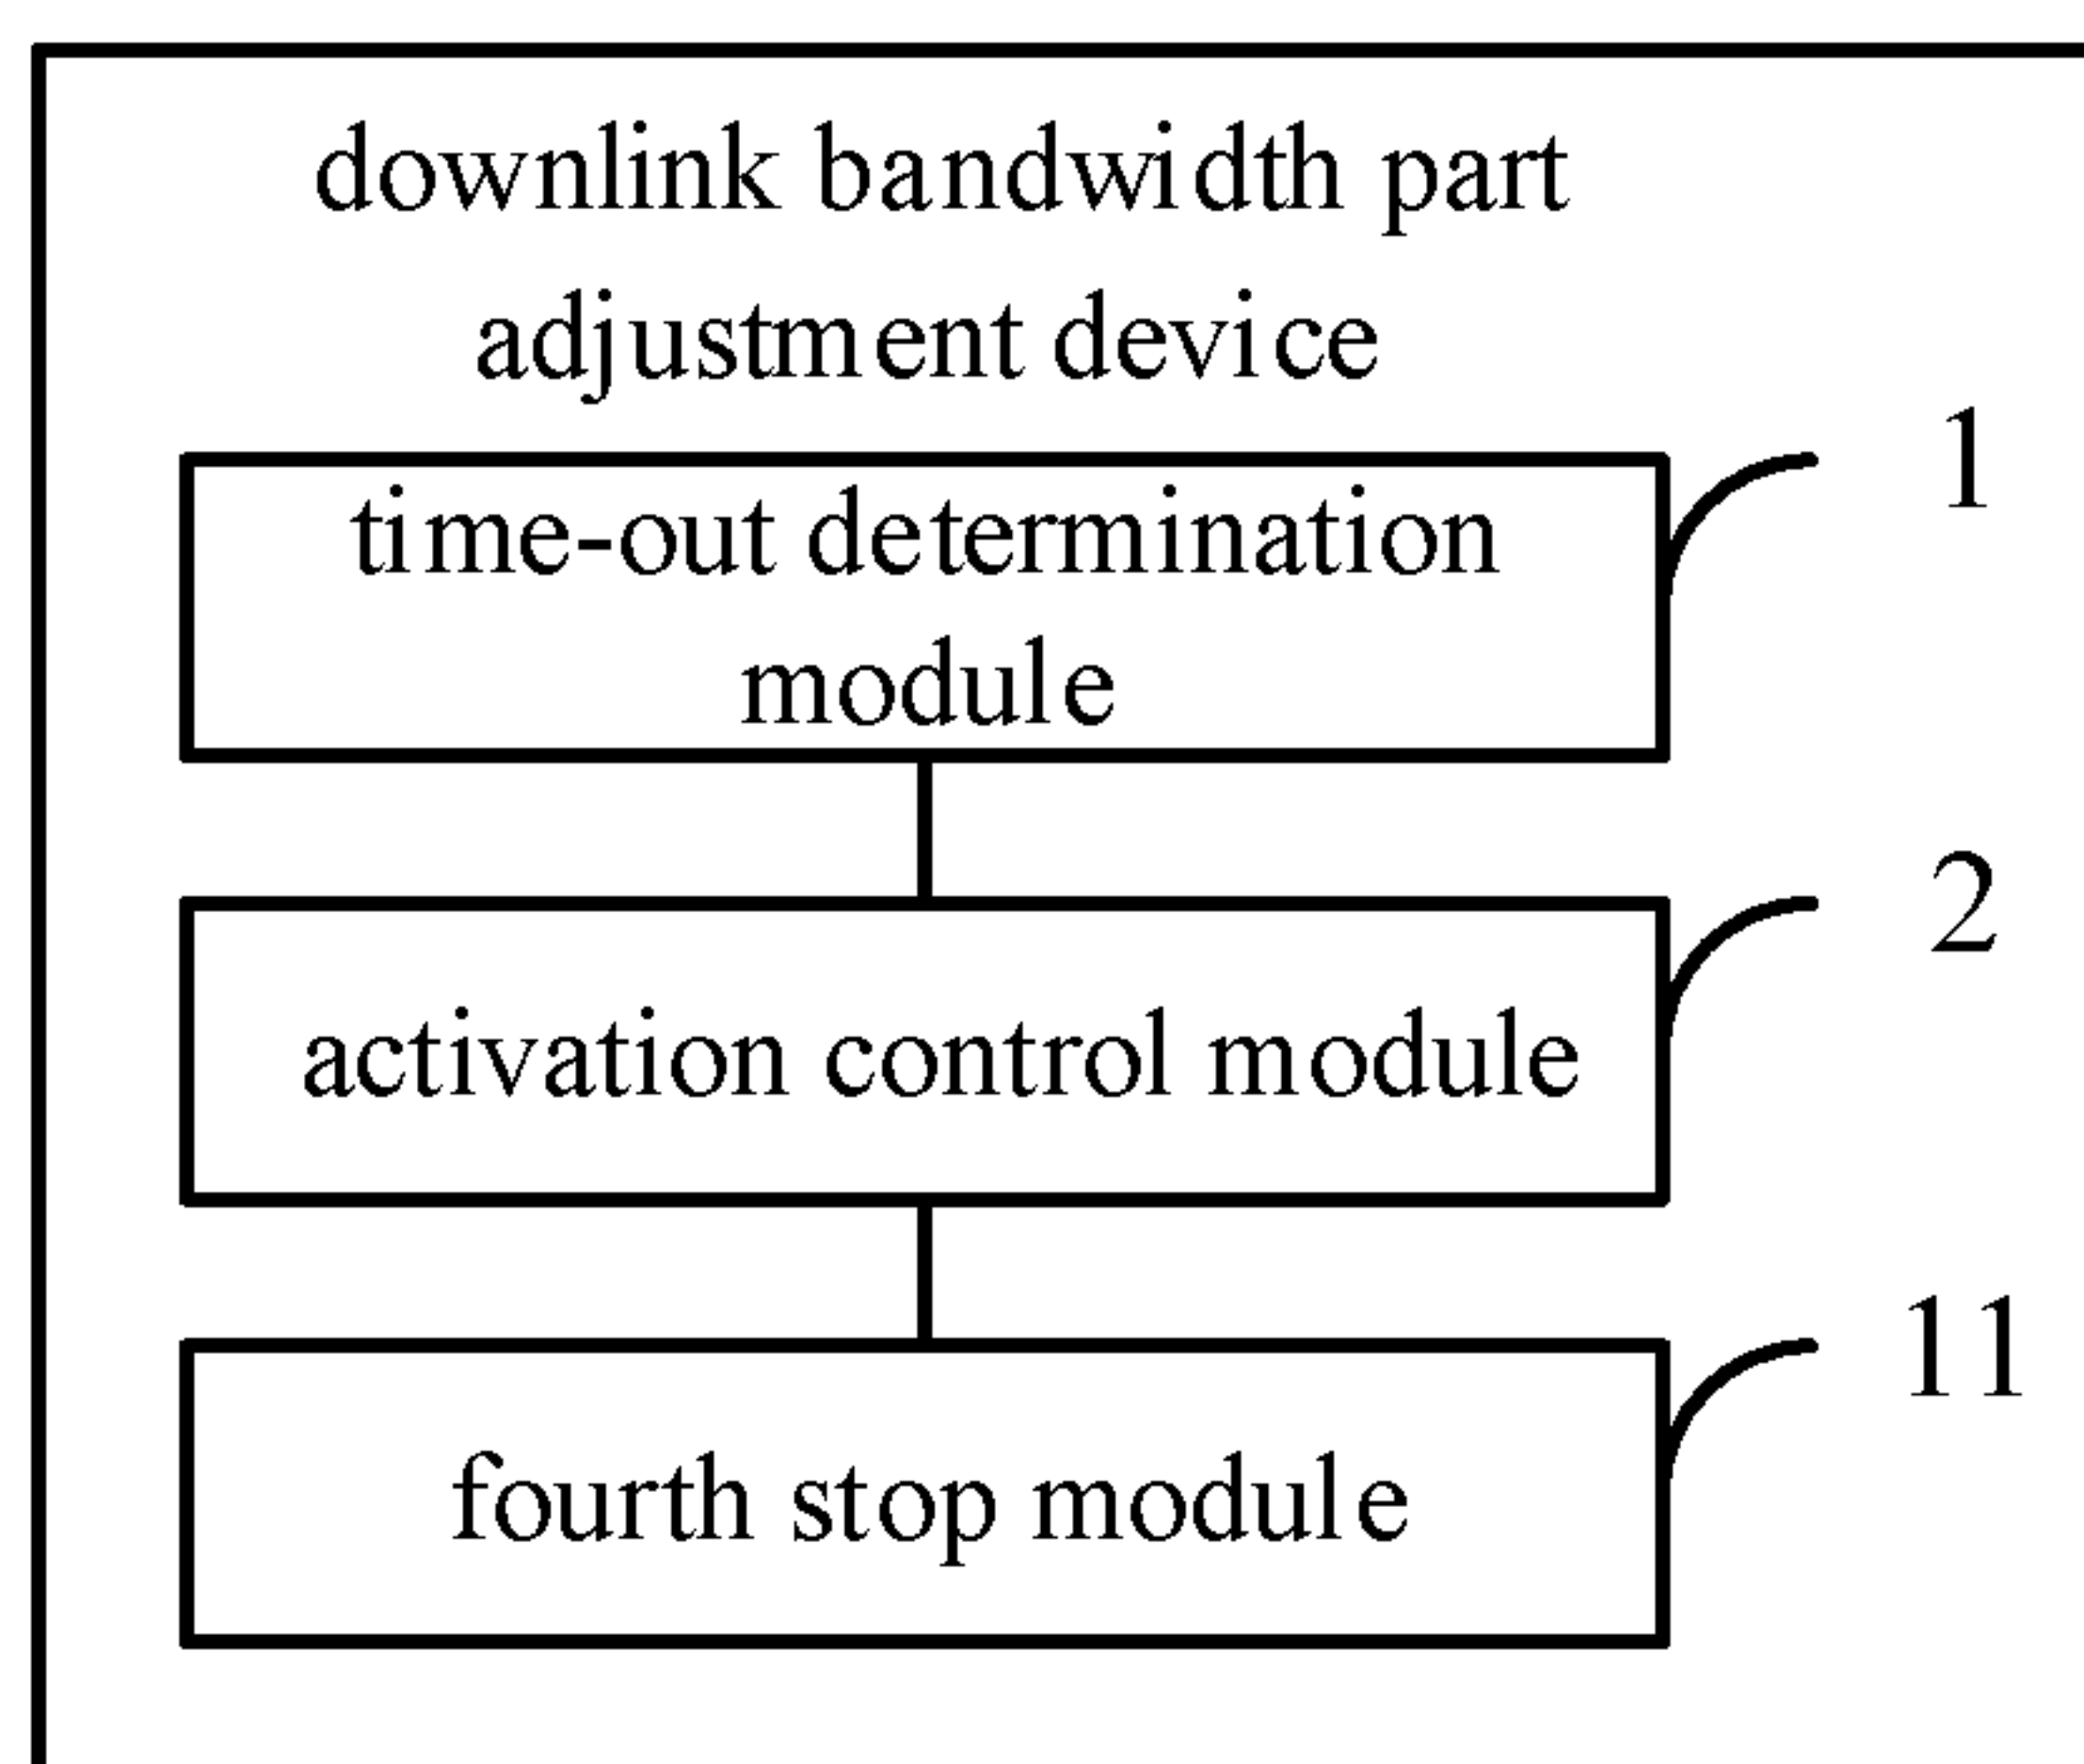 downlink bandwidth part
adjustment device
1
time-out determination
module
2
activation control module
11
fourth stop module